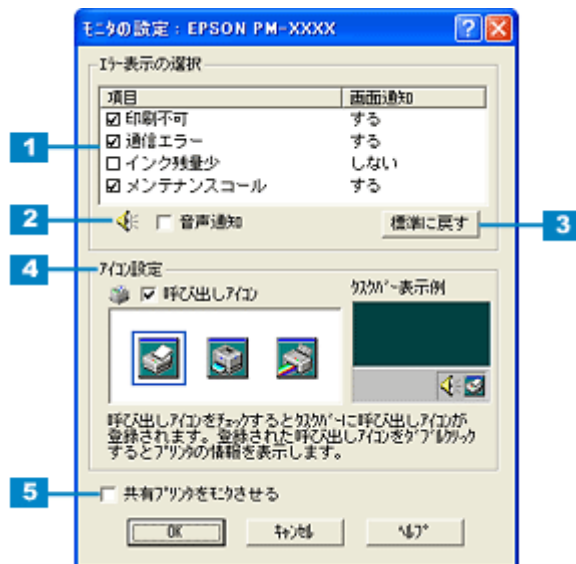 ﾓﾆﾀの設定 : EPSON PM-XXXX
ｴﾗｰ表示の選択
項目 画面通知
印刷不可 する
1 通信エラー する
インク残量少 しない
メンテナンスコール する
2 音声通知 標準に戻す 3
4 ｱｲｺﾝ設定
呼び出しｱｲｺﾝ ﾀｽｸﾊﾞｰ表示例
呼び出しｱｲｺﾝをﾁｪｯｸするとﾀｽｸﾊﾞｰに呼び出しｱｲｺﾝが
登録されます。登録された呼び出しｱｲｺﾝをﾀﾞﾌﾞﾙｸﾘｯｸ
するとﾌﾟﾘﾝﾀの情報を表示します。
5 共有ﾌﾟﾘﾝﾀをﾓﾆﾀさせる
OK ｷｬﾝｾﾙ ﾍﾙﾌﾟ